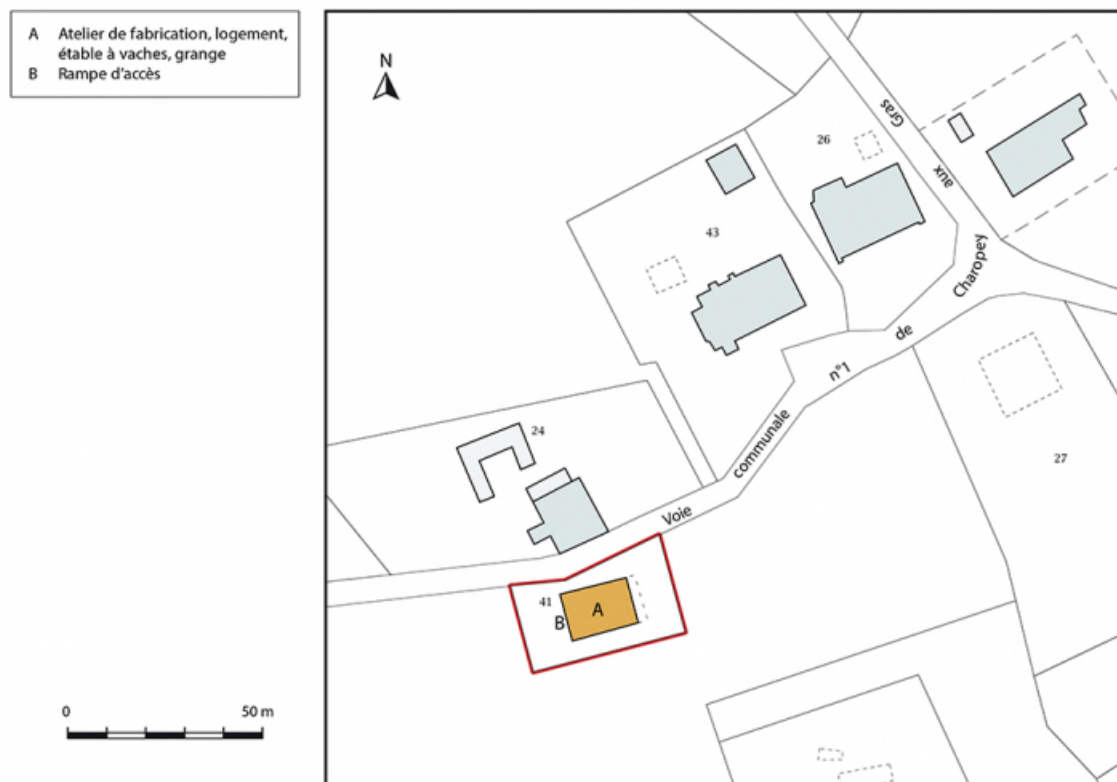 A Atelier de fabrication, logement,
étable à vaches, grange
B Rampe d'accès
N
26
Gras
aux
43
Charopey
de
n°1
communale
24
27
Voie
41
A
B
0 50 m